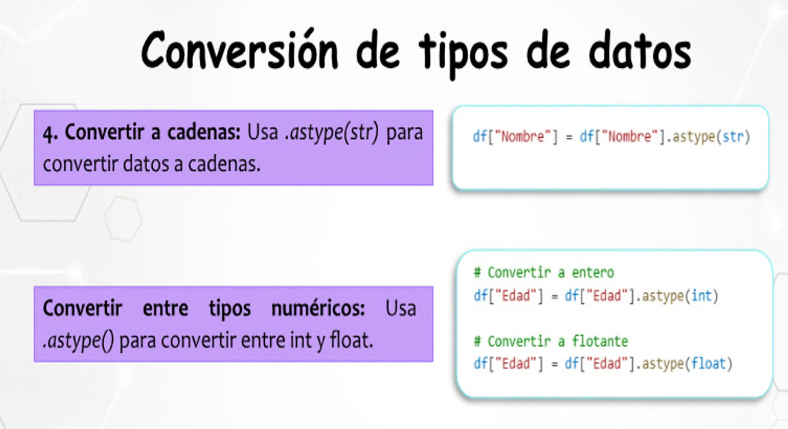 Conversión de tipos de datos
4. Convertir a cadenas: Usa .astype(str) para
convertir datos a cadenas.
df["Nombre"] = df["Nombre"].astype(str)
Convertir entre tipos numéricos: Usa
.astype() para convertir entre int y float.
# Convertir a entero
df["Edad"] = df["Edad"].astype(int)
# Convertir a flotante
df["Edad"] = df["Edad"].astype(float)